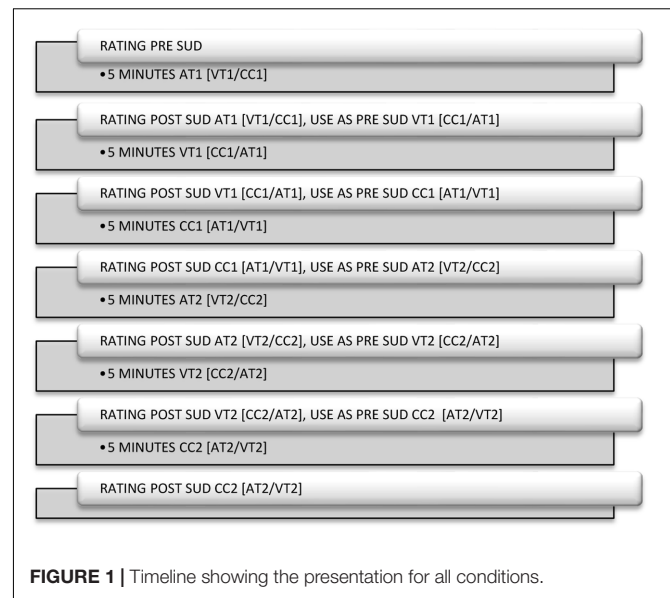 RATING PRE SUD
•5 MINUTES AT1 [VT1/CC1]
RATING POST SUD AT1 [VT1/CC1], USE AS PRE SUD VT1 [CC1/AT1]
•5 MINUTES VT1 [CC1/AT1]
RATING POST SUD VT1 [CC1/AT1], USE AS PRE SUD CC1 [AT1/VT1]
•5 MINUTES CC1 [AT1/VT1]
RATING POST SUD CC1 [AT1/VT1], USE AS PRE SUD AT2 [VT2/CC2]
•5 MINUTES AT2 [VT2/CC2]
RATING POST SUD AT2 [VT2/CC2], USE AS PRE SUD VT2 [CC2/AT2]
•5 MINUTES VT2 [CC2/AT2]
RATING POST SUD VT2 [CC2/AT2], USE AS PRE SUD CC2 [AT2/VT2]
•5 MINUTES CC2 [AT2/VT2]
RATING POST SUD CC2 [AT2/VT2]
FIGURE 1 | Timeline showing the presentation for all conditions.